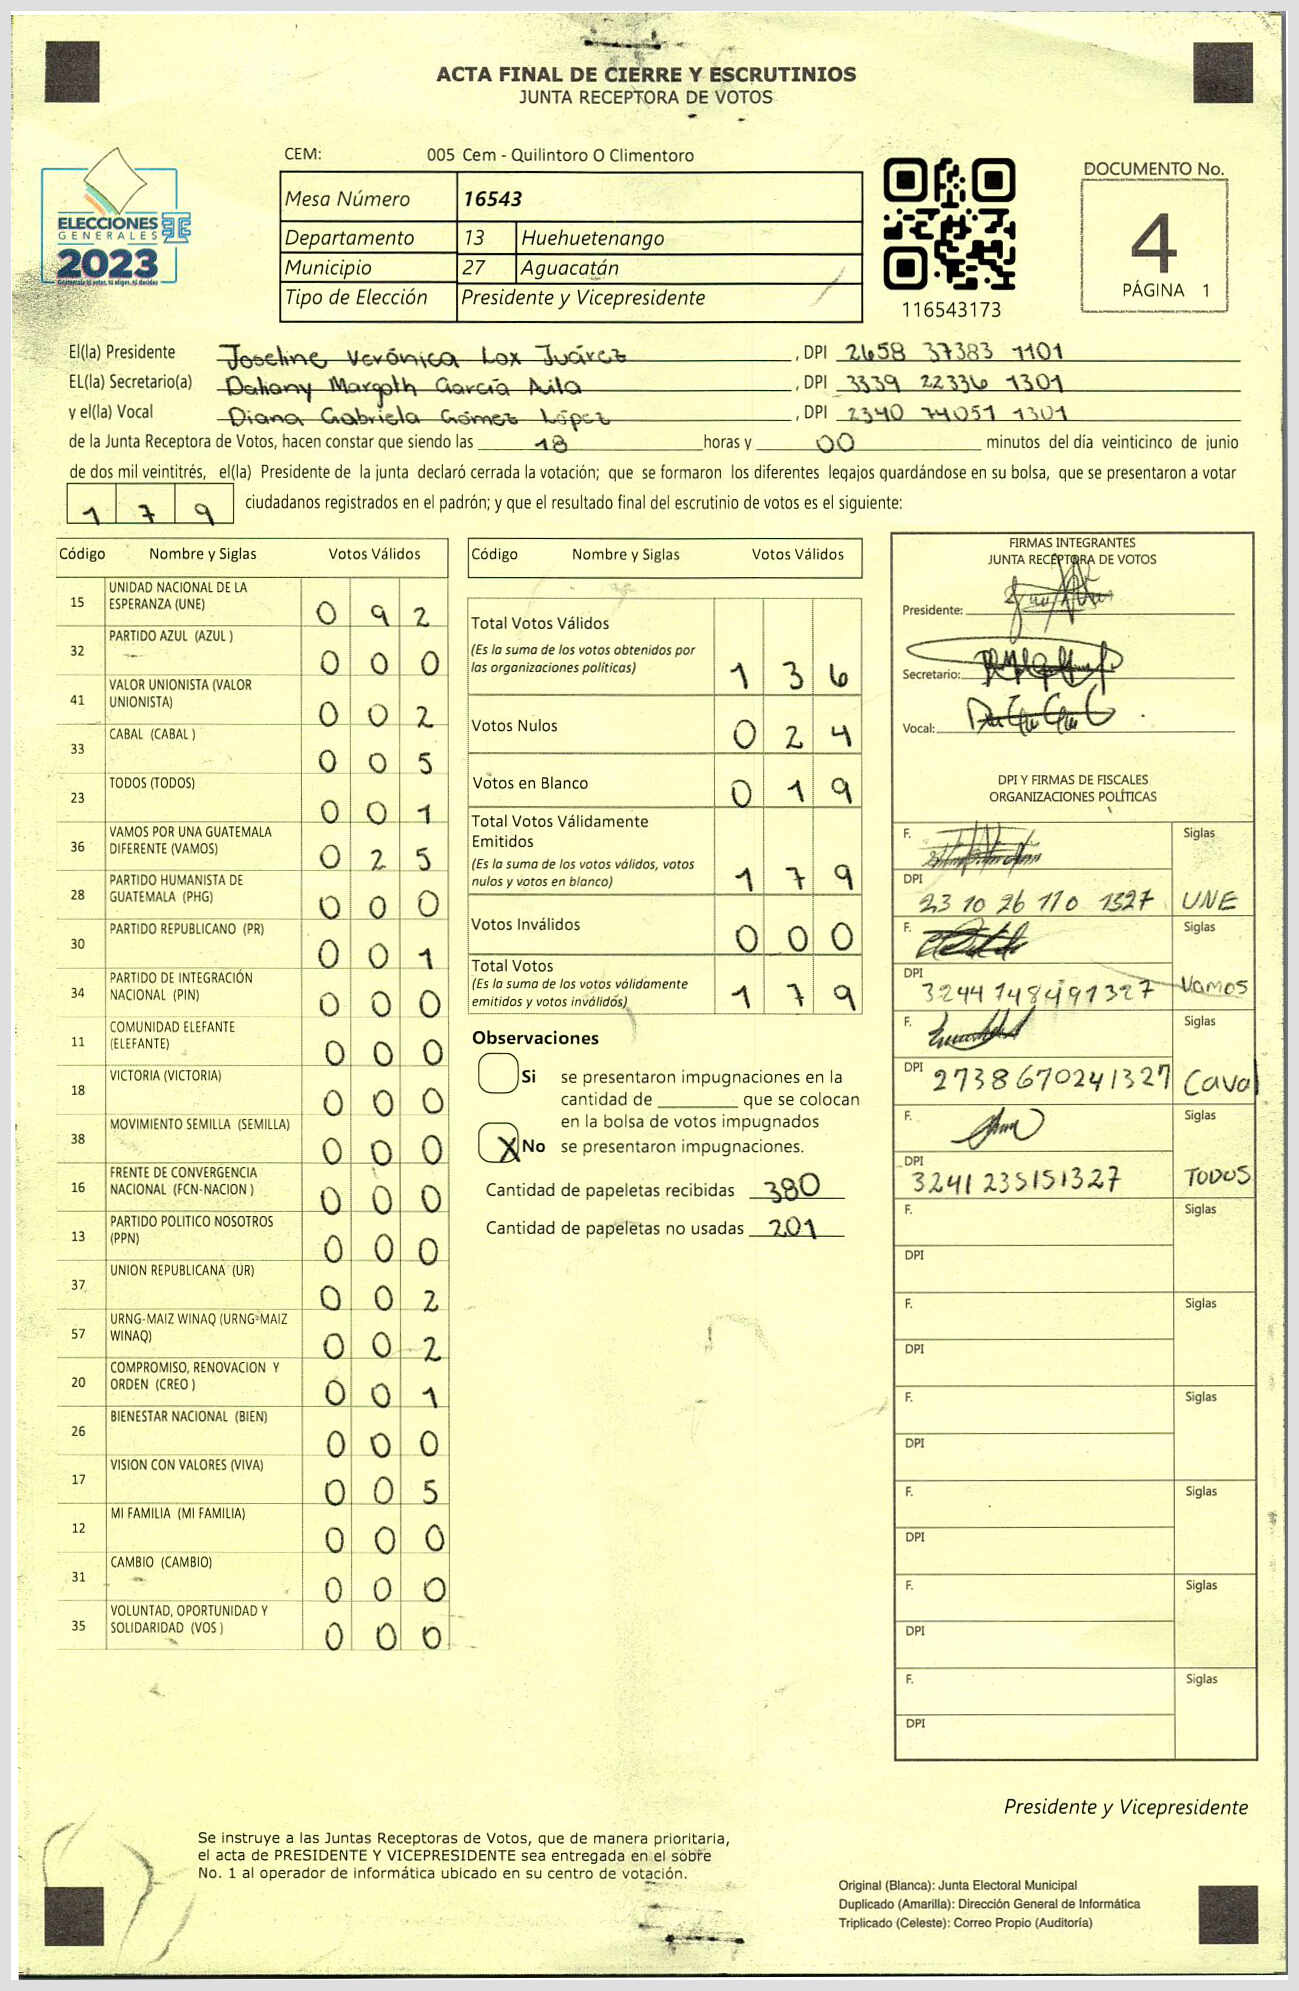 ACTA FINAL DE CIERRE Y ESCRUTINIOS
JUNTA RECEPTORA DE VOTOS
CEM: 005 Cem - Quilintoro O Climentoro
ELECCIONES
GENERALES
2023
Guatemala tú votas, tú eliges, tú decides
Mesa Número 16543
Departamento 13 Huehuetenango
Municipio 27 Aguacatán
Tipo de Elección Presidente y Vicepresidente
116543173
DOCUMENTO No.
4
PÁGINA 1
El(la) Presidente Joseline Verónica Lox Juárez , DPI 2658 37383 1101
EL(la) Secretario(a) Dahany Margoth García Avila , DPI 3339 22336 1301
y el(la) Vocal Diana Gabriela Gómez López , DPI 2340 74051 1301
de la Junta Receptora de Votos, hacen constar que siendo las 18 horas y 00 minutos del día veinticinco de junio
de dos mil veintitrés, el(la) Presidente de la junta declaró cerrada la votación; que se formaron los diferentes legajos quardándose en su bolsa, que se presentaron a votar
1 7 9 ciudadanos registrados en el padrón; y que el resultado final del escrutinio de votos es el siguiente:
Código Nombre y Siglas Votos Válidos
15 UNIDAD NACIONAL DE LA
ESPERANZA (UNE) 0 9 2
32 PARTIDO AZUL (AZUL ) 0 0 0
41 VALOR UNIONISTA (VALOR
UNIONISTA) 0 0 2
33 CABAL (CABAL ) 0 0 5
23 TODOS (TODOS) 0 0 1
36 VAMOS POR UNA GUATEMALA
DIFERENTE (VAMOS) 0 2 5
28 PARTIDO HUMANISTA DE
GUATEMALA (PHG) 0 0 0
30 PARTIDO REPUBLICANO (PR) 0 0 1
34 PARTIDO DE INTEGRACIÓN
NACIONAL (PIN) 0 0 0
11 COMUNIDAD ELEFANTE
(ELEFANTE) 0 0 0
18 VICTORIA (VICTORIA) 0 0 0
38 MOVIMIENTO SEMILLA (SEMILLA) 0 0 0
16 FRENTE DE CONVERGENCIA
NACIONAL (FCN-NACION ) 0 0 0
13 PARTIDO POLITICO NOSOTROS
(PPN) 0 0 0
37 UNION REPUBLICANA (UR) 0 0 2
57 URNG-MAIZ WINAQ (URNG-MAIZ
WINAQ) 0 0 2
20 COMPROMISO, RENOVACION Y
ORDEN (CREO ) 0 0 1
26 BIENESTAR NACIONAL (BIEN) 0 0 0
17 VISION CON VALORES (VIVA) 0 0 5
12 MI FAMILIA (MI FAMILIA) 0 0 0
31 CAMBIO (CAMBIO) 0 0 0
35 VOLUNTAD, OPORTUNIDAD Y
SOLIDARIDAD (VOS ) 0 0 0
Código Nombre y Siglas Votos Válidos
Total Votos Válidos
(Es la suma de los votos obtenidos por
las organizaciones políticas) 1 3 6
Votos Nulos 0 2 4
Votos en Blanco 0 1 9
Total Votos Válidamente
Emitidos
(Es la suma de los votos válidos, votos
nulos y votos en blanco) 1 7 9
Votos Inválidos 0 0 0
Total Votos
(Es la suma de los votos válidamente
emitidos y votos inválidos) 1 7 9
Observaciones
Si se presentaron impugnaciones en la
cantidad de ________ que se colocan
en la bolsa de votos impugnados
X No se presentaron impugnaciones.
Cantidad de papeletas recibidas 380
Cantidad de papeletas no usadas 201
FIRMAS INTEGRANTES
JUNTA RECEPTORA DE VOTOS
Presidente:
Secretario:
Vocal:
DPI Y FIRMAS DE FISCALES
ORGANIZACIONES POLÍTICAS
F. Siglas
DPI
23 10 26 110 1327 UNE
F. Siglas
DPI
3244 148491327 Vamos
F. Siglas
DPI 2738670241327 Caval
F. Siglas
DPI
3241 235151327 TODOS
F. Siglas
DPI
F. Siglas
DPI
F. Siglas
DPI
F. Siglas
DPI
F. Siglas
DPI
F. Siglas
DPI
Presidente y Vicepresidente
Se instruye a las Juntas Receptoras de Votos, que de manera prioritaria,
el acta de PRESIDENTE Y VICEPRESIDENTE sea entregada en el sobre
No. 1 al operador de informática ubicado en su centro de votación.
Original (Blanca): Junta Electoral Municipal
Duplicado (Amarilla): Dirección General de Informática
Triplicado (Celeste): Correo Propio (Auditoría)